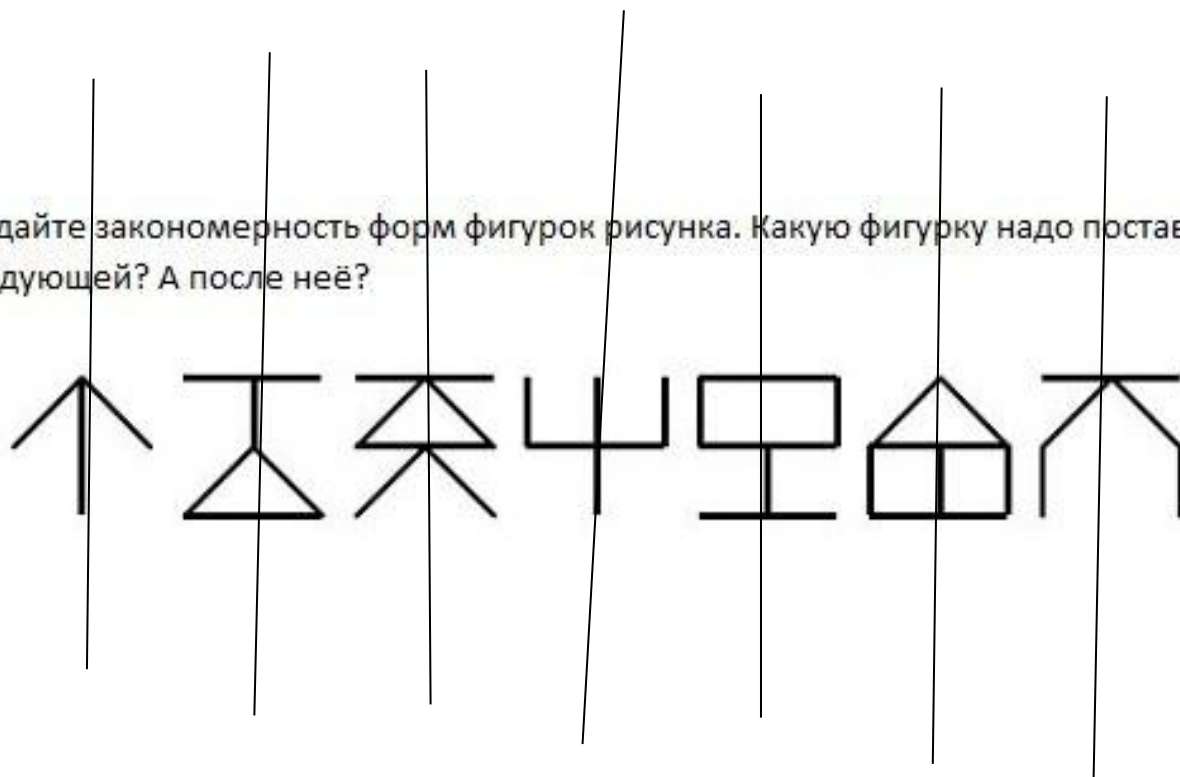 дайте закономерность форм фигурок рисунка. Какую фигурку надо постав
дующей? А после неё?